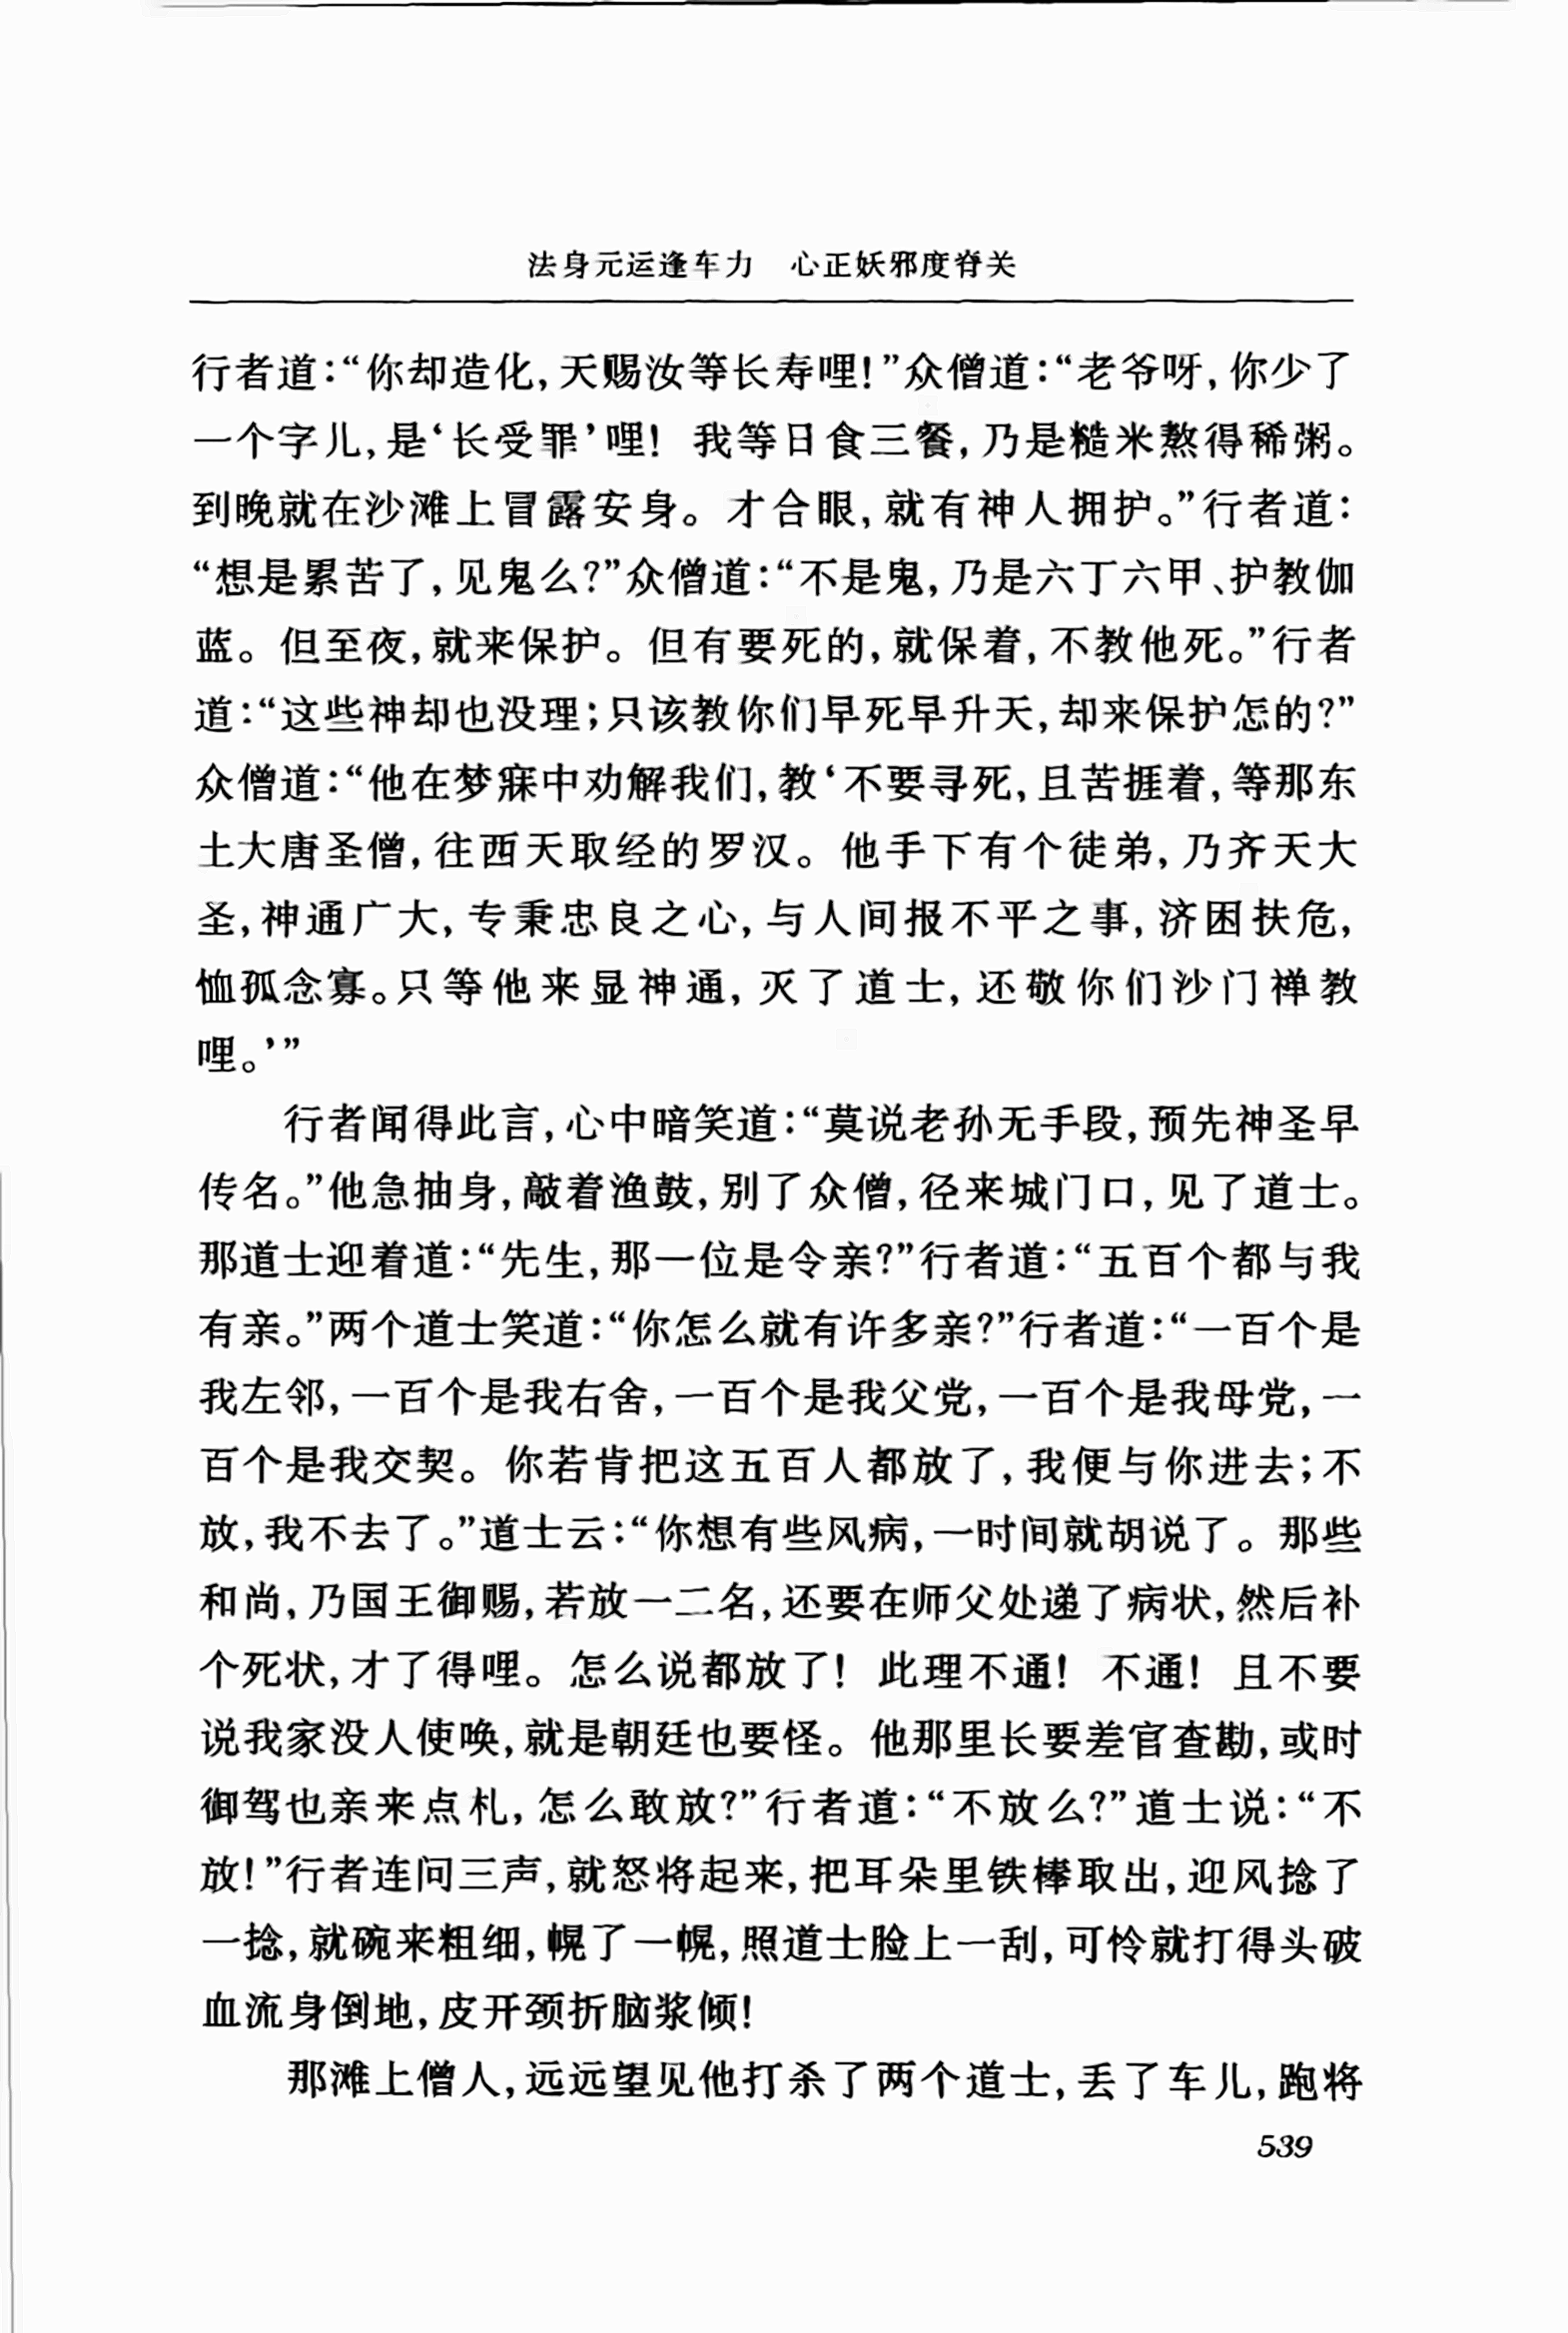 法身元运逢车力　心正妖邪度脊关
行者道：“你却造化，天赐汝等长寿哩！”众僧道：“老爷呀，你少了
一个字儿，是‘长受罪’哩！我等日食三餐，乃是糙米熬得稀粥。
到晚就在沙滩上冒露安身。才合眼，就有神人拥护。”行者道：
“想是累苦了，见鬼么？”众僧道：“不是鬼，乃是六丁六甲、护教伽
蓝。但至夜，就来保护。但有要死的，就保着，不教他死。”行者
道：“这些神却也没理；只该教你们早死早升天，却来保护怎的？”
众僧道：“他在梦寐中劝解我们，教‘不要寻死，且苦捱着，等那东
土大唐圣僧，往西天取经的罗汉。他手下有个徒弟，乃齐天大
圣，神通广大，专秉忠良之心，与人间报不平之事，济困扶危，
恤孤念寡。只等他来显神通，灭了道士，还敬你们沙门禅教
哩。’”
行者闻得此言，心中暗笑道：“莫说老孙无手段，预先神圣早
传名。”他急抽身，敲着渔鼓，别了众僧，径来城门口，见了道士。
那道士迎着道：“先生，那一位是令亲？”行者道：“五百个都与我
有亲。”两个道士笑道：“你怎么就有许多亲？”行者道：“一百个是
我左邻，一百个是我右舍，一百个是我父党，一百个是我母党，一
百个是我交契。你若肯把这五百人都放了，我便与你进去；不
放，我不去了。”道士云：“你想有些风病，一时间就胡说了。那些
和尚，乃国王御赐，若放一二名，还要在师父处递了病状，然后补
个死状，才了得哩。怎么说都放了！此理不通！不通！且不要
说我家没人使唤，就是朝廷也要怪。他那里长要差官查勘，或时
御驾也亲来点札，怎么敢放？”行者道：“不放么？”道士说：“不
放！”行者连问三声，就怒将起来，把耳朵里铁棒取出，迎风捻了
一捻，就碗来粗细，幌了一幌，照道士脸上一刮，可怜就打得头破
血流身倒地，皮开颈折脑浆倾！
那滩上僧人，远远望见他打杀了两个道士，丢了车儿，跑将
539